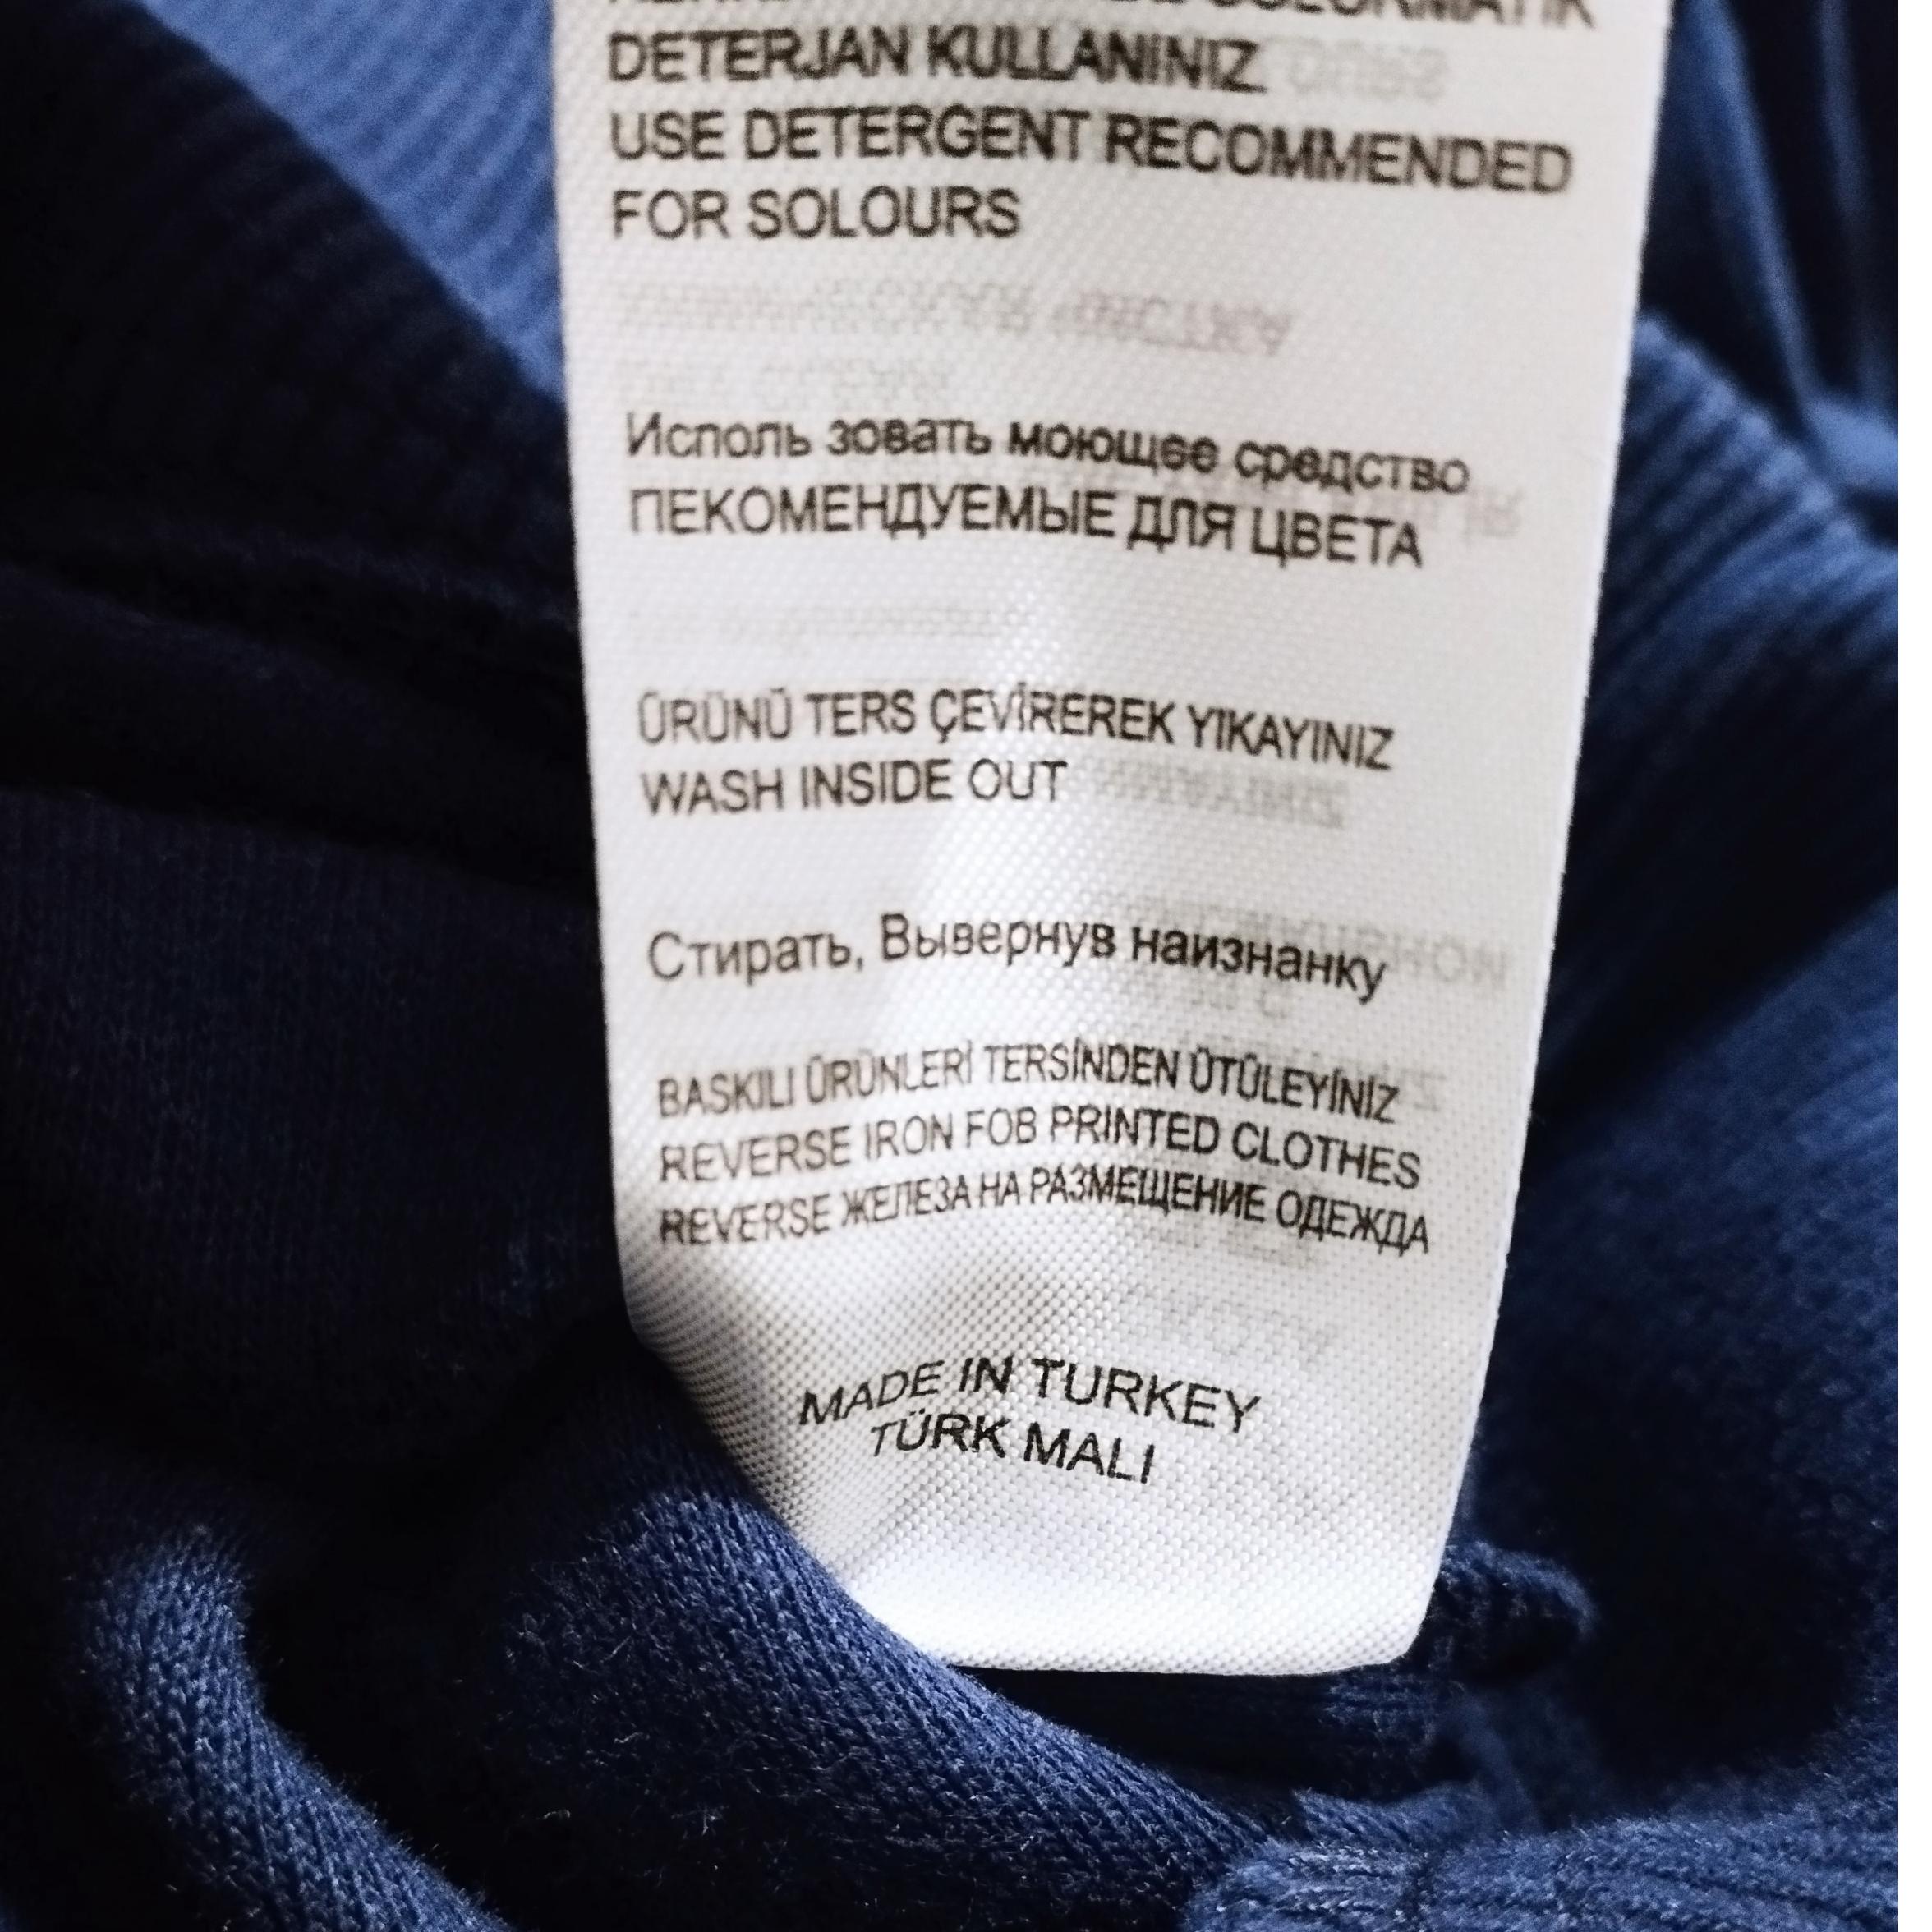 DETERJAN KULLANINIZ
USE DETERGENT RECOMMENDED
FOR SOLOURS
Исполь зовать моющее средство
ПЕКОМЕНДУЕМЫЕ ДЛЯ ЦВЕТА
ÜRÜNÜ TERS ÇEVİREREK YIKAYINIZ
WASH INSIDE OUT
Стирать, Вывернув наизнанку
BASKILI ÜRÜNLERİ TERSİNDEN ÜTÜLEYİNİZ
REVERSE IRON FOB PRINTED CLOTHES
REVERSE ЖЕЛЕЗА НА РАЗМЕЩЕНИЕ ОДЕЖДА
MADE IN TURKEY
TÜRK MALI